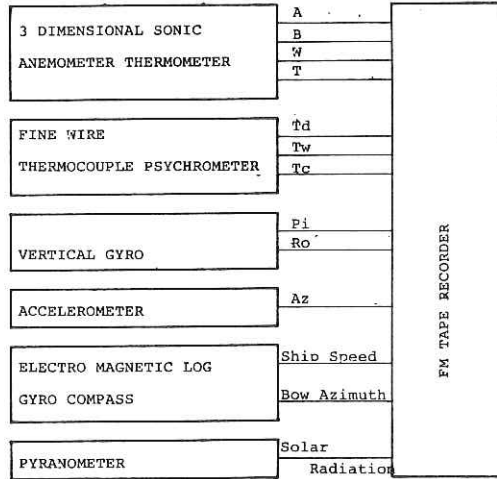 3 DIMENSIONAL SONIC
ANEMOMETER THERMOMETER
A
B
W
T
FINE WIRE
THERMOCOUPLE PSYCHROMETER
Td
Tw
Tc
VERTICAL GYRO
Pi
Ro
ACCELEROMETER
Az
ELECTRO MAGNETIC LOG
GYRO COMPASS
Ship Speed
Bow Azimuth
PYRANOMETER
Solar
Radiation
FM TAPE RECORDER